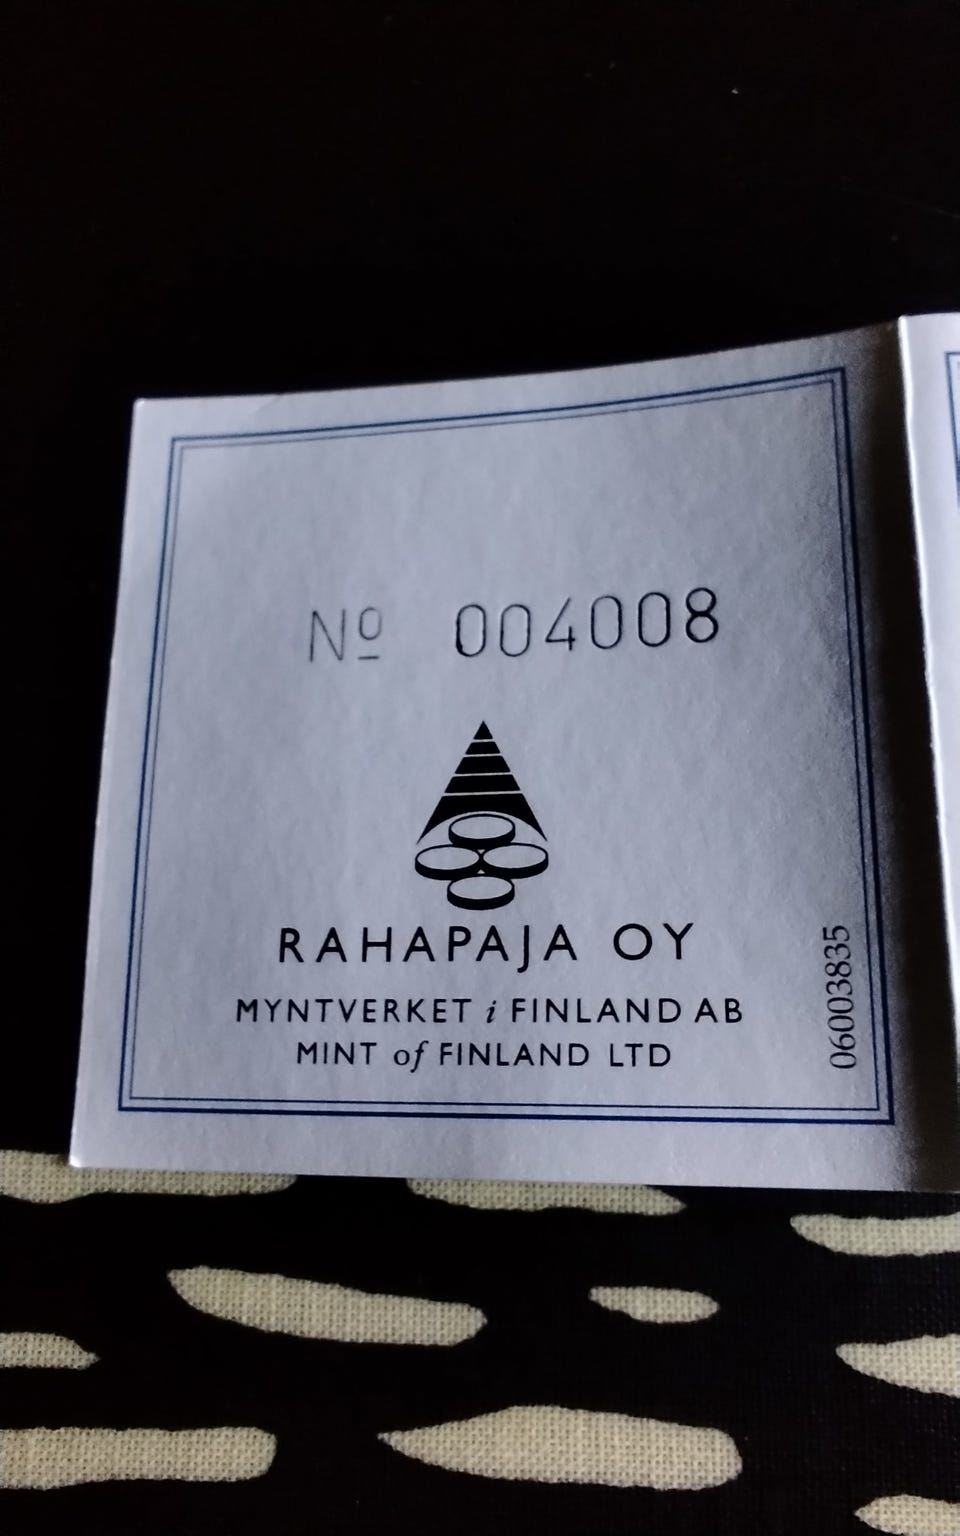 Nº 004008
RAHAPAJA OY
MYNTVERKET i FINLAND AB
MINT of FINLAND LTD
06003835